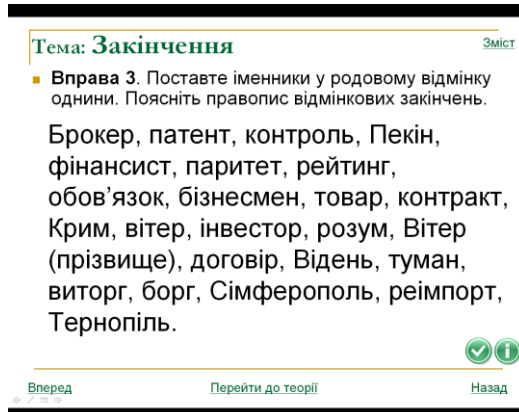 Тема: Закінчення
Зміст
Вправа 3. Поставте іменники у родовому відмінку
однини. Поясніть правопис відмінкових закінчень.
Брокер, патент, контроль, Пекін,
фінансист, паритет, рейтинг,
обов’язок, бізнесмен, товар, контракт,
Крим, вітер, інвестор, розум, Вітер
(прізвище), договір, Відень, туман,
виторг, борг, Сімферополь, реімпорт,
Тернопіль.
Вперед
Перейти до теорії
Назад